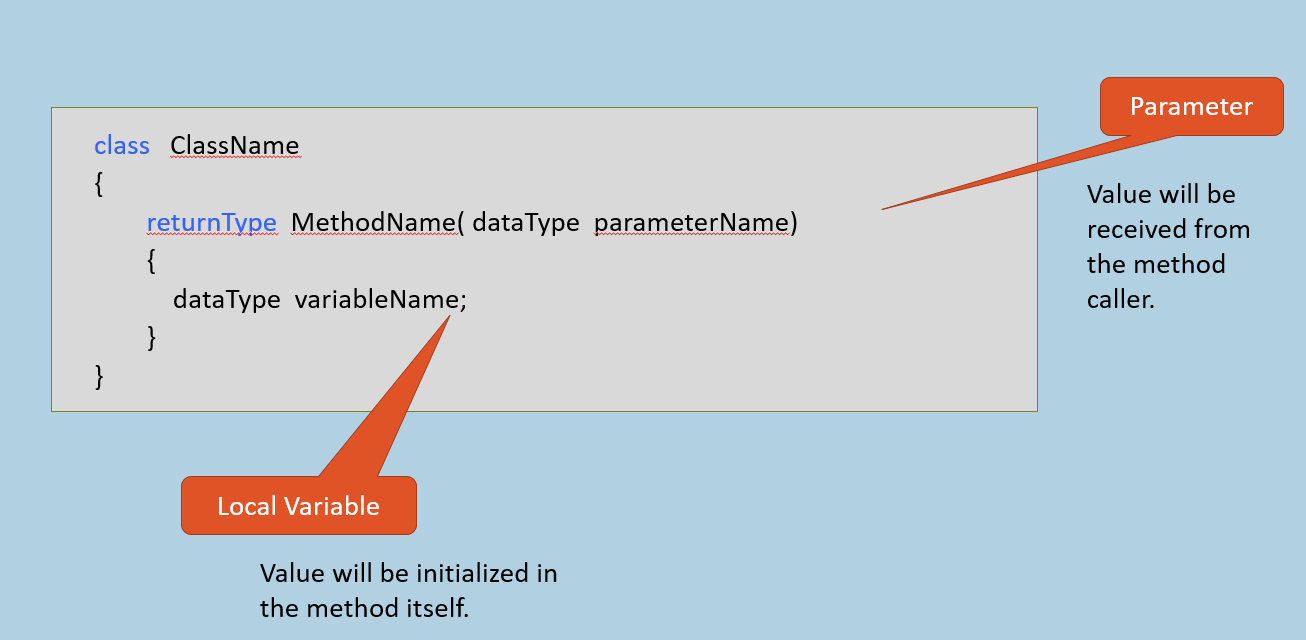 class ClassName
{
returnType MethodName( dataType parameterName)
{
dataType variableName;
}
}
Parameter
Value will be
received from
the method
caller.
Local Variable
Value will be initialized in
the method itself.